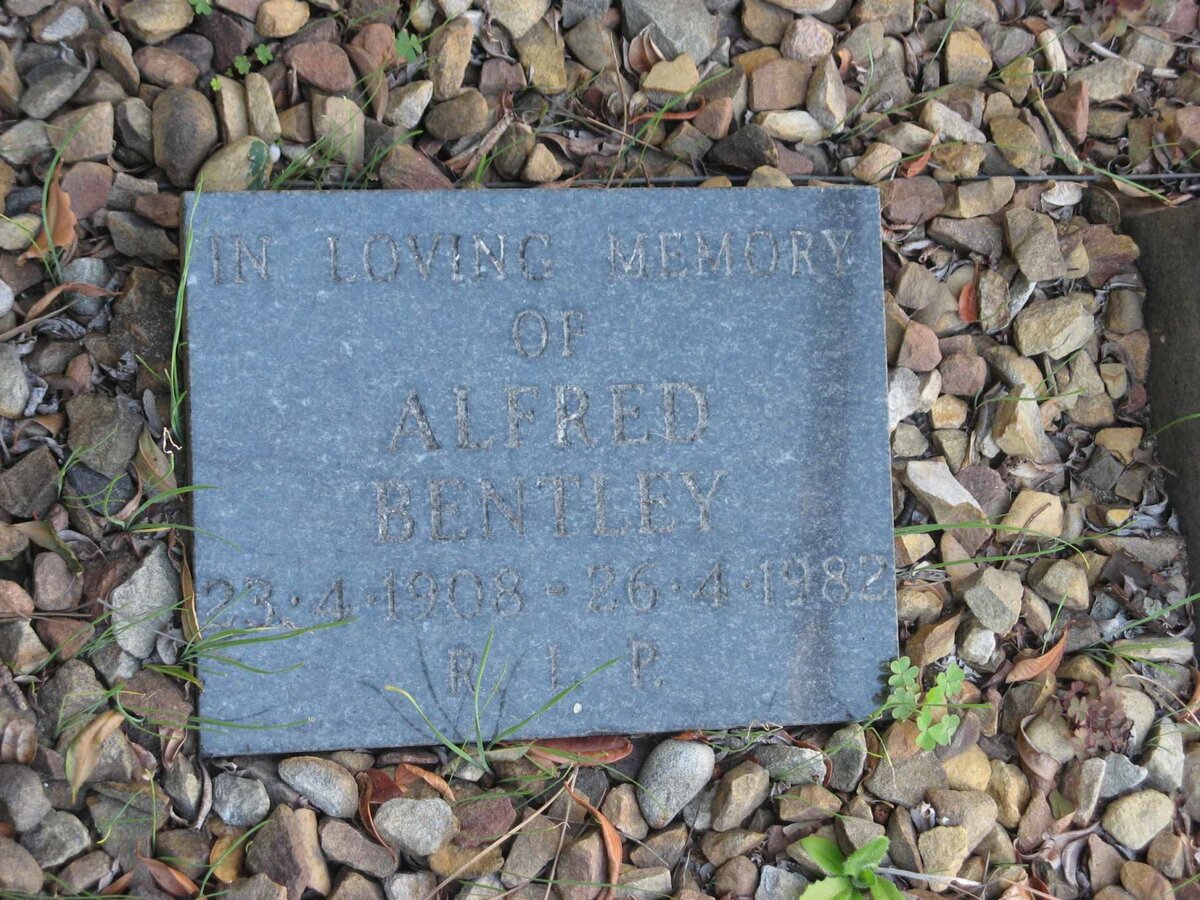 IN LOVING MEMORY
OF
ALFRED
BENTLEY
23·4·1908 - 26·4·1982
R I P.